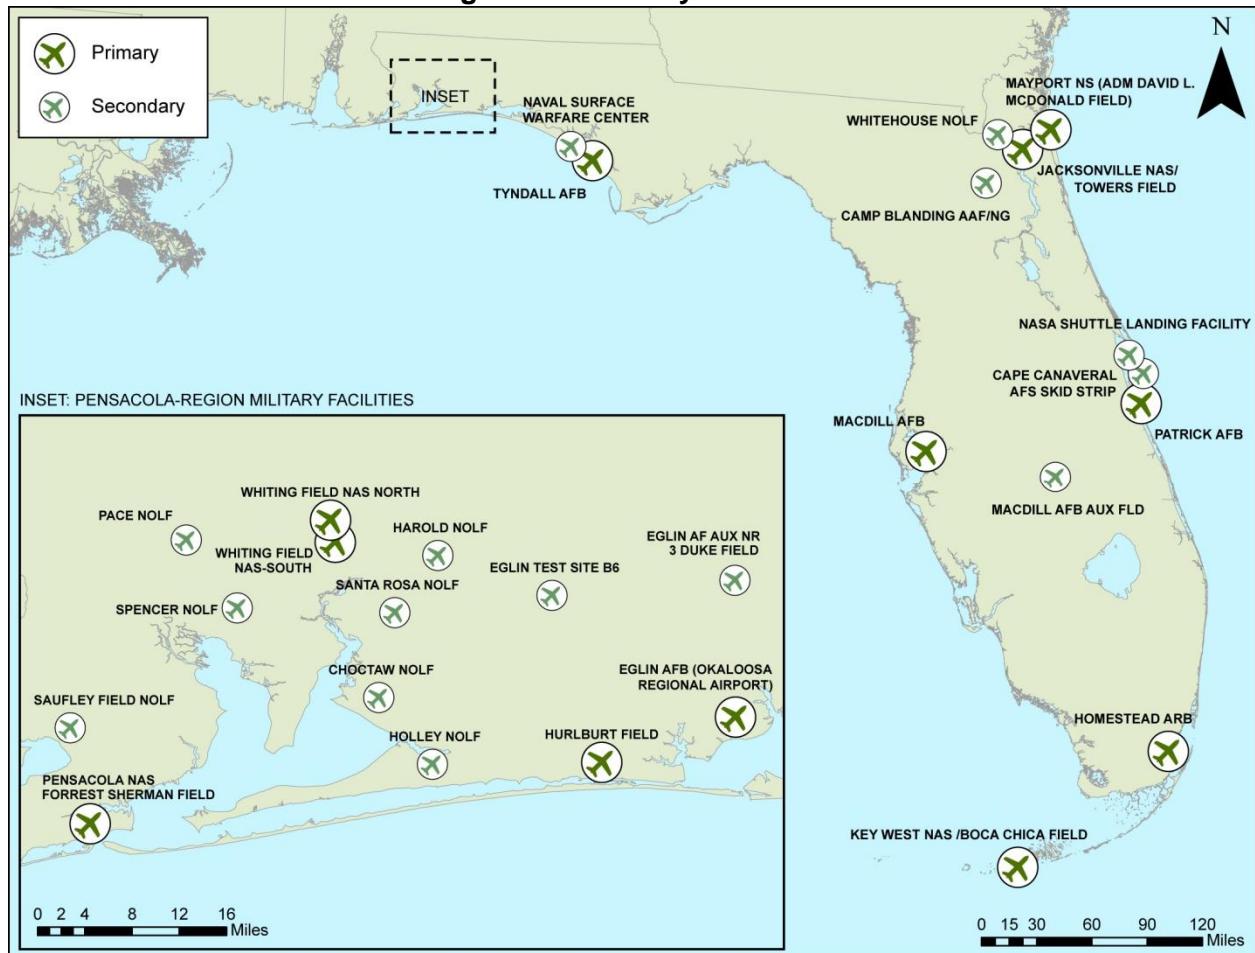 Primary
Secondary
INSET
NAVAL SURFACE
WARFARE CENTER
TYNDALL AFB
N
MAYPORT NS (ADM DAVID L.
MCDONALD FIELD)
WHITEHOUSE NOLF
JACKSONVILLE NAS/
TOWERS FIELD
CAMP BLANDING AAF/NG
NASA SHUTTLE LANDING FACILITY
CAPE CANAVERAL
AFS SKID STRIP
PATRICK AFB
MACDILL AFB
MACDILL AFB AUX FLD
HOMESTEAD ARB
KEY WEST NAS /BOCA CHICA FIELD
0 15 30 60 90 120
Miles
INSET: PENSACOLA-REGION MILITARY FACILITIES
WHITING FIELD NAS NORTH
PACE NOLF
WHITING FIELD
NAS-SOUTH
HAROLD NOLF
EGLIN AF AUX NR
3 DUKE FIELD
EGLIN TEST SITE B6
SANTA ROSA NOLF
SPENCER NOLF
CHOCTAW NOLF
EGLIN AFB (OKALOOSA
REGIONAL AIRPORT)
SAUFLEY FIELD NOLF
HOLLEY NOLF
HURLBURT FIELD
PENSACOLA NAS
FORREST SHERMAN FIELD
0 2 4 8 12 16
Miles